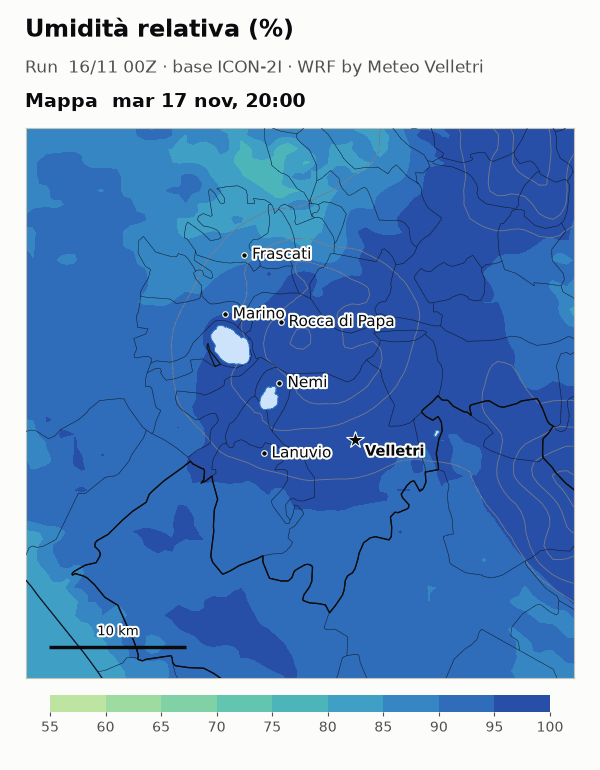 Umidità relativa (%)
Run  16/11 00Z · base ICON-2I · WRF by Meteo Velletri
Mappa  mar 17 nov, 20:00
Frascati
Marino
Rocca di Papa
Nemi
Lanuvio
Velletri
10 km
55 60 65 70 75 80 85 90 95 100